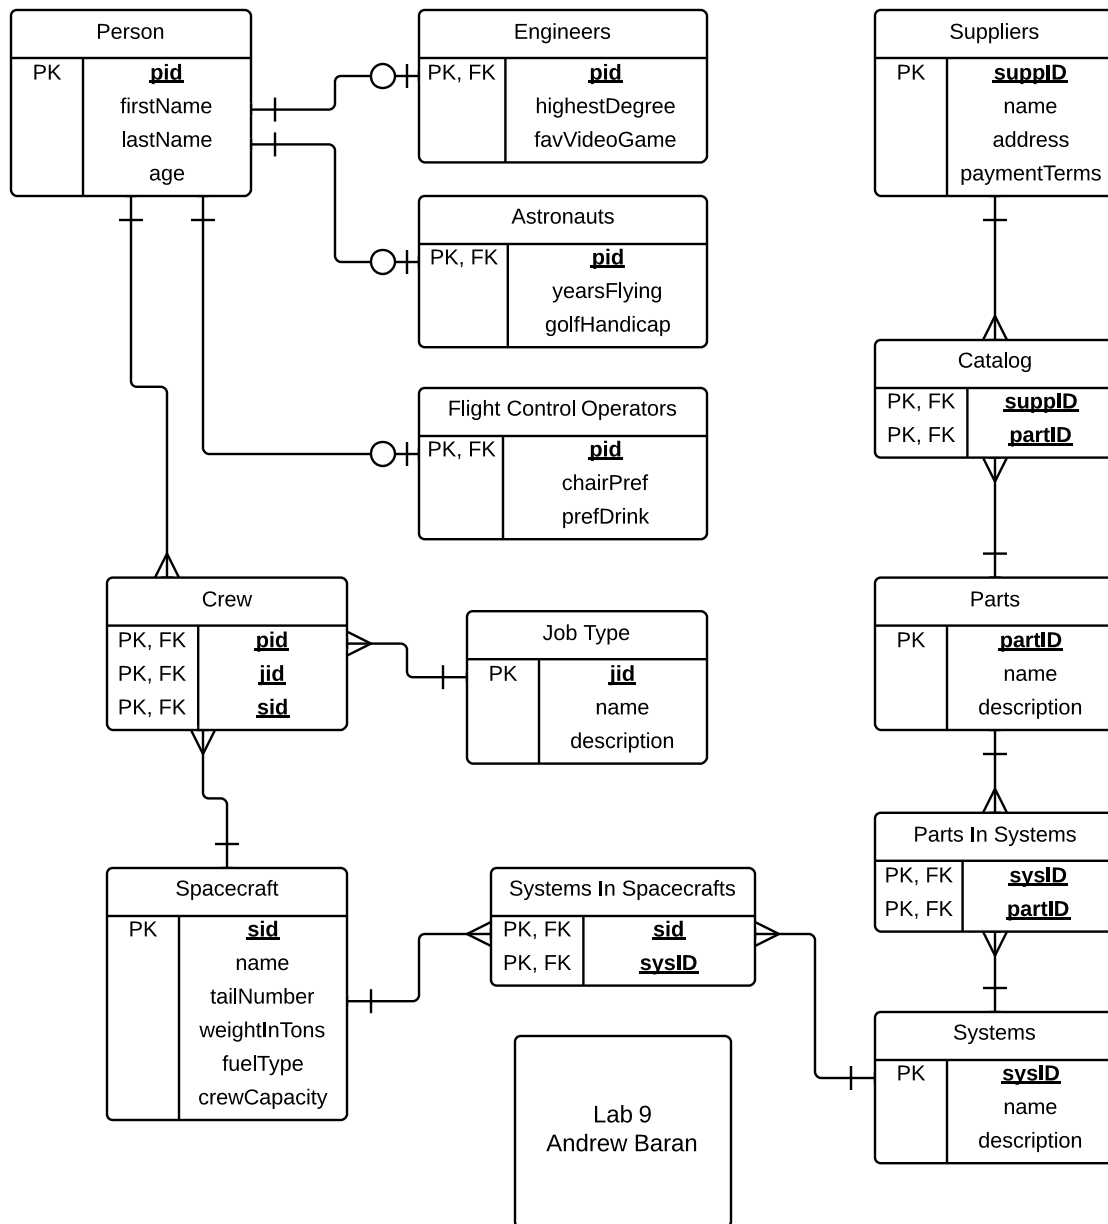 Person
PK pid
firstName
lastName
age
Engineers
PK, FK pid
highestDegree
favVideoGame
Suppliers
PK suppID
name
address
paymentTerms
Astronauts
PK, FK pid
yearsFlying
golfHandicap
Catalog
PK, FK suppID
PK, FK partID
Flight Control Operators
PK, FK pid
chairPref
prefDrink
Crew
PK, FK pid
PK, FK jid
PK, FK sid
Job Type
PK jid
name
description
Parts
PK partID
name
description
Parts In Systems
PK, FK sysID
PK, FK partID
Spacecraft
PK sid
name
tailNumber
weightInTons
fuelType
crewCapacity
Systems In Spacecrafts
PK, FK sid
PK, FK sysID
Systems
PK sysID
name
description
Lab 9
Andrew Baran